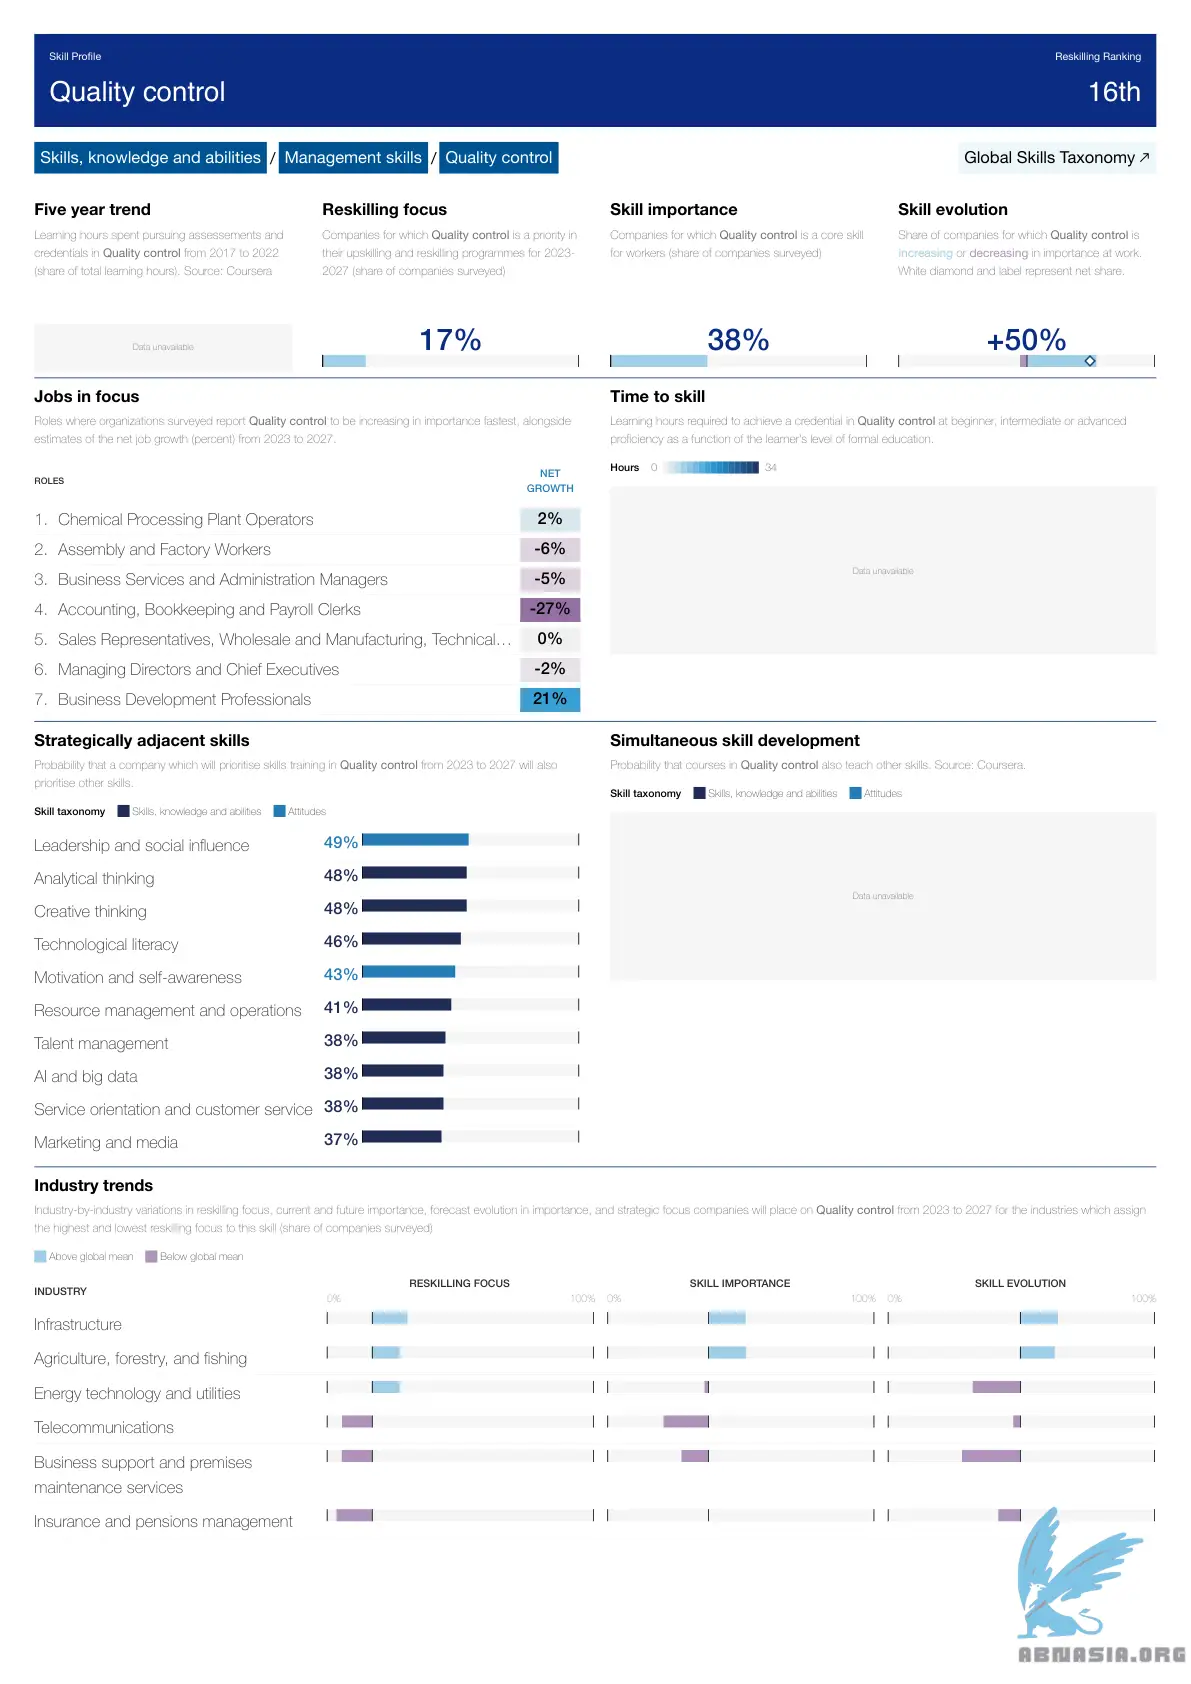 Skill Profile
Reskilling Ranking
Quality control
16th
Skills, knowledge and abilities / Management skills / Quality control
Global Skills Taxonomy ↗
Five year trend
Learning hours spent pursuing assessements and
credentials in Quality control from 2017 to 2022
(share of total learning hours). Source: Coursera
Data unavailable
Reskilling focus
Companies for which Quality control is a priority in
their upskilling and reskilling programmes for 2023-
2027 (share of companies surveyed)
17%
Skill importance
Companies for which Quality control is a core skill
for workers (share of companies surveyed)
38%
Skill evolution
Share of companies for which Quality control is
increasing or decreasing in importance at work.
White diamond and label represent net share.
+50%
Jobs in focus
Roles where organizations surveyed report Quality control to be increasing in importance fastest, alongside
estimates of the net job growth (percent) from 2023 to 2027.
ROLES
NET
GROWTH
1. Chemical Processing Plant Operators 2%
2. Assembly and Factory Workers -6%
3. Business Services and Administration Managers -5%
4. Accounting, Bookkeeping and Payroll Clerks -27%
5. Sales Representatives, Wholesale and Manufacturing, Technical… 0%
6. Managing Directors and Chief Executives -2%
7. Business Development Professionals 21%
Time to skill
Learning hours required to achieve a credential in Quality control at beginner, intermediate or advanced
proficiency as a function of the learner's level of formal education.
Hours 0 34
Data unavailable
Strategically adjacent skills
Probability that a company which will prioritise skills training in Quality control from 2023 to 2027 will also
prioritise other skills.
Skill taxonomy Skills, knowledge and abilities Attitudes
Leadership and social influence 49%
Analytical thinking 48%
Creative thinking 48%
Technological literacy 46%
Motivation and self-awareness 43%
Resource management and operations 41%
Talent management 38%
AI and big data 38%
Service orientation and customer service 38%
Marketing and media 37%
Simultaneous skill development
Probability that courses in Quality control also teach other skills. Source: Coursera.
Skill taxonomy Skills, knowledge and abilities Attitudes
Data unavailable
Industry trends
Industry-by-industry variations in reskilling focus, current and future importance, forecast evolution in importance, and strategic focus companies will place on Quality control from 2023 to 2027 for the industries which assign
the highest and lowest reskilling focus to this skill (share of companies surveyed)
Above global mean Below global mean
INDUSTRY
RESKILLING FOCUS SKILL IMPORTANCE SKILL EVOLUTION
0% 100% 0% 100% 0% 100%
Infrastructure
Agriculture, forestry, and fishing
Energy technology and utilities
Telecommunications
Business support and premises
maintenance services
Insurance and pensions management
ABNASIA.ORG